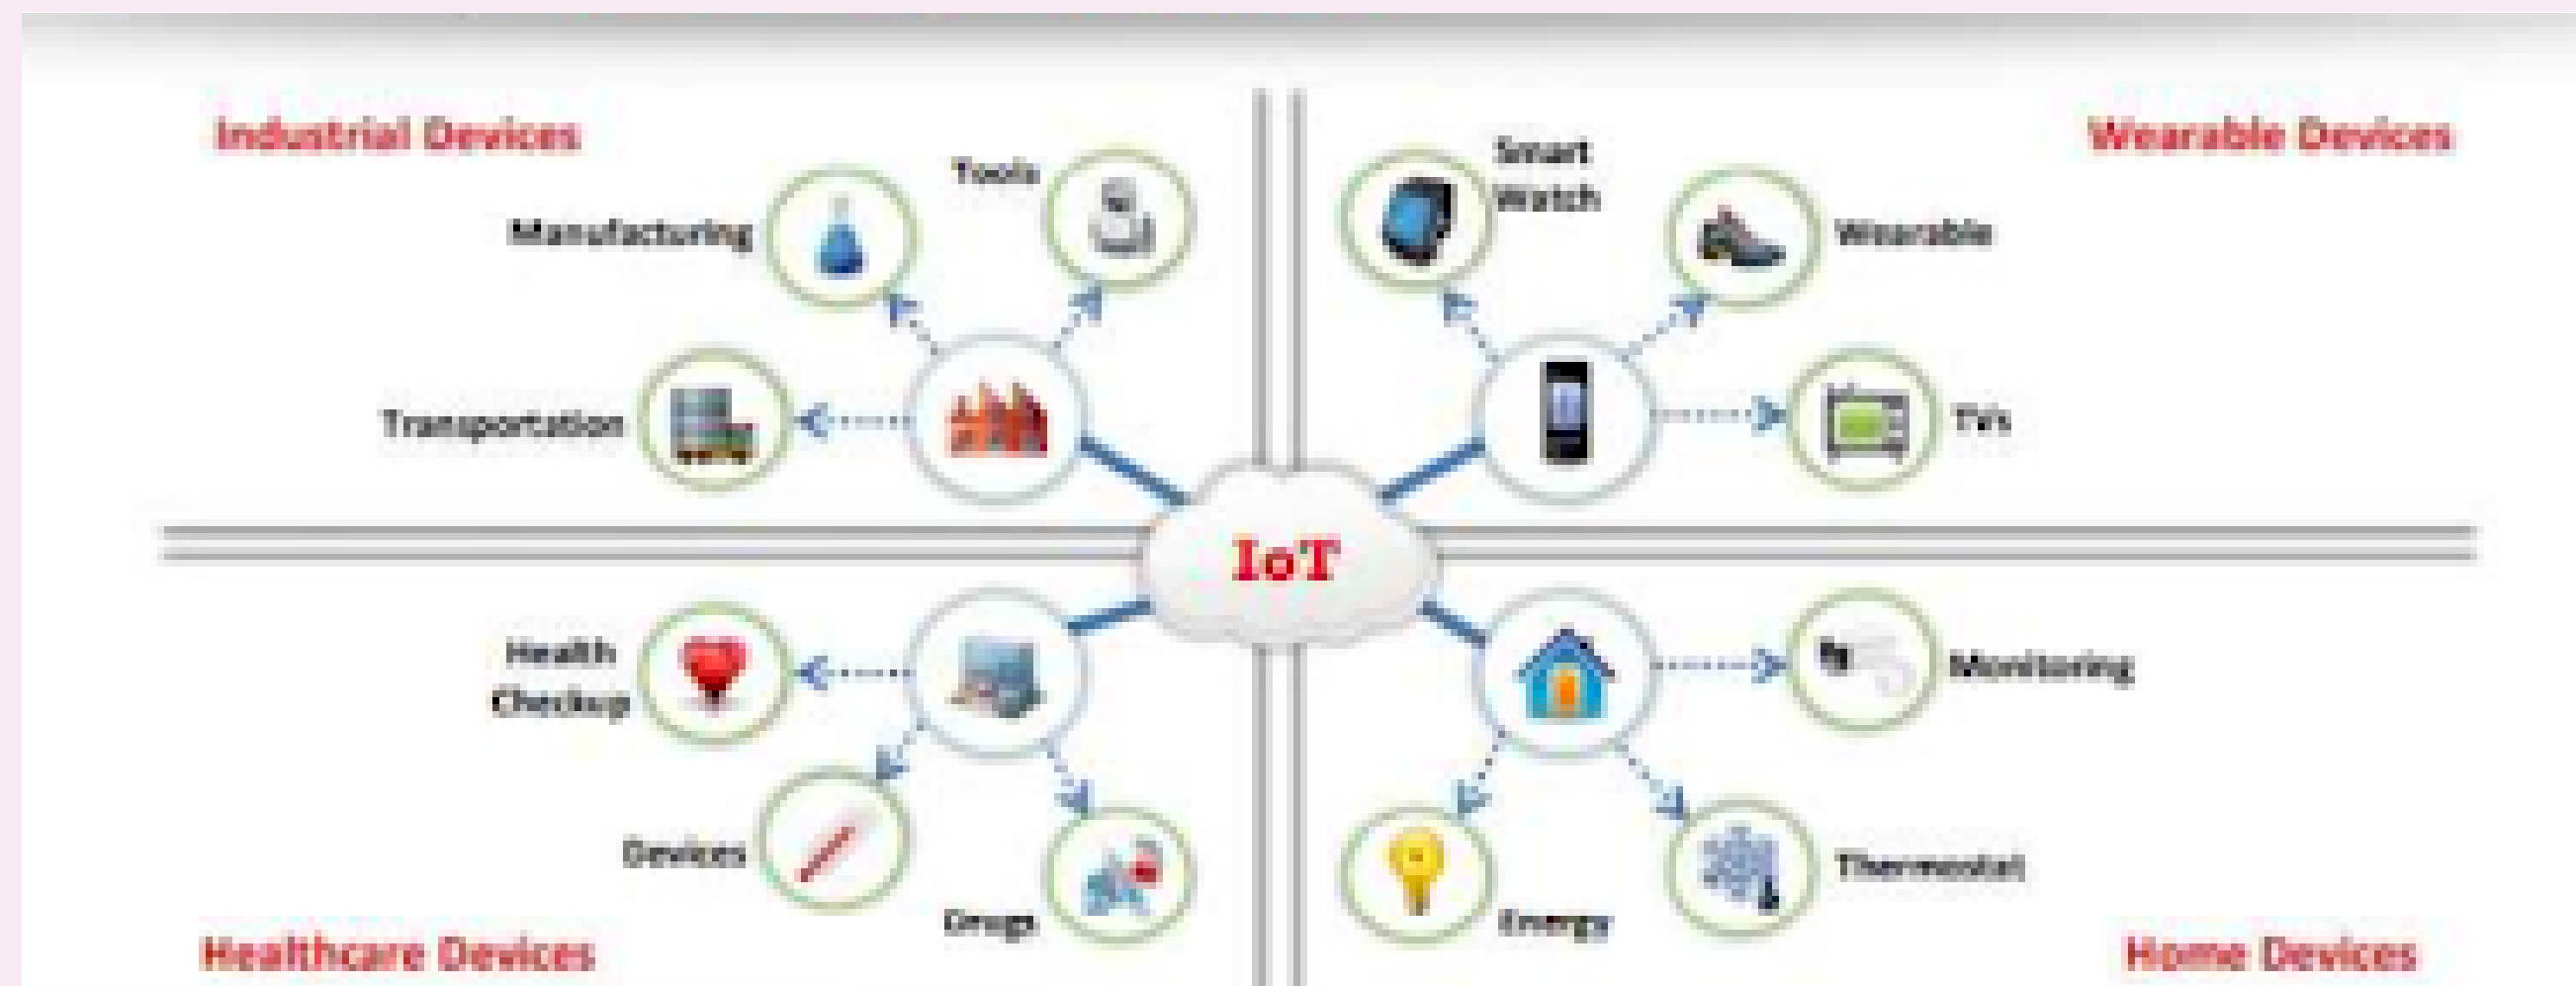 Industrial Devices
Tools
Manufacturing
Transportation
Smart
Watch
Wearable Devices
Wearable
TVs
IoT
Health
Checkup
Devices
Drugs
Healthcare Devices
Monitoring
Thermostat
Energy
Home Devices